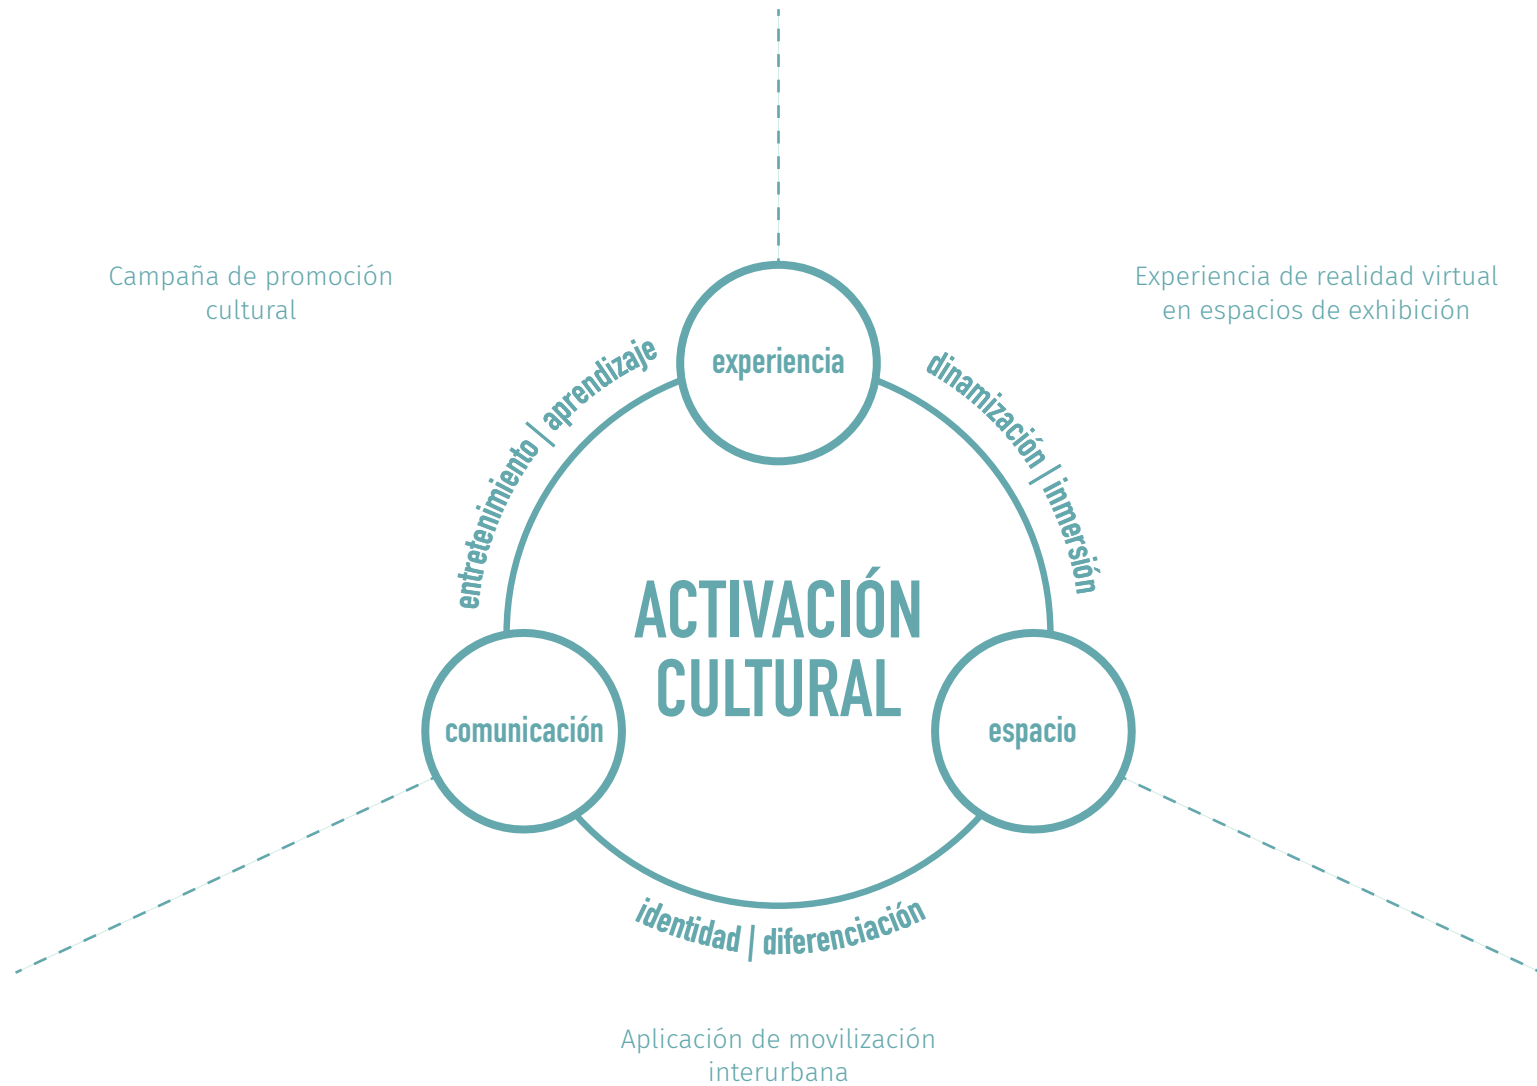 Campaña de promoción
cultural
Experiencia de realidad virtual
en espacios de exhibición
experiencia
entretenimiento | aprendizaje
dinamización | inmersión
ACTIVACIÓN
CULTURAL
comunicación
espacio
identidad | diferenciación
Aplicación de movilización
interurbana